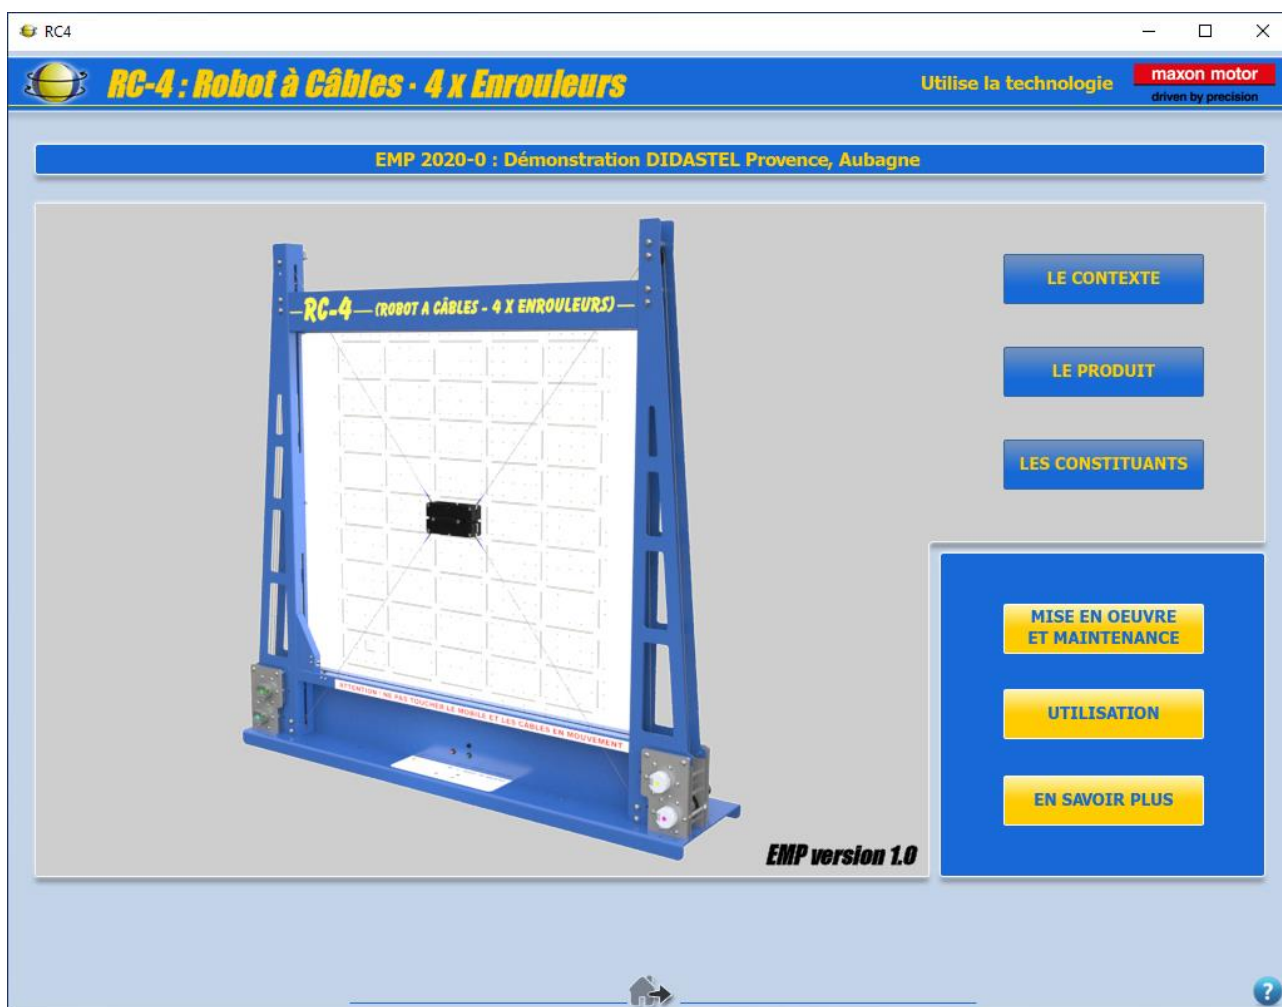 RC4
RC-4 : Robot à Câbles - 4 x Enrouleurs
Utilise la technologie
maxon motor
driven by precision
EMP 2020-0 : Démonstration DIDASTEL Provence, Aubagne
RC-4 (ROBOT A CÂBLES - 4 X ENROULEURS)
LE CONTEXTE
LE PRODUIT
LES CONSTITUANTS
ATTENTION : NE PAS TOUCHER LE MOBILE ET LES CÂBLES EN MOUVEMENT
MISE EN OEUVRE
ET MAINTENANCE
UTILISATION
EN SAVOIR PLUS
EMP version 1.0
?